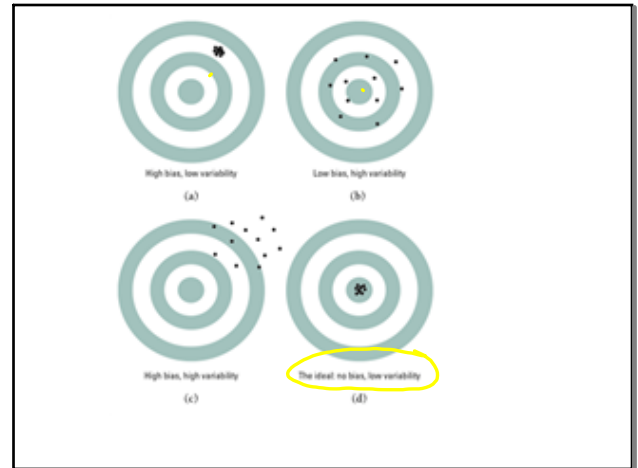 High bias, low variability
(a)
Low bias, high variability
(b)
High bias, high variability
(c)
The ideal: no bias, low variability
(d)